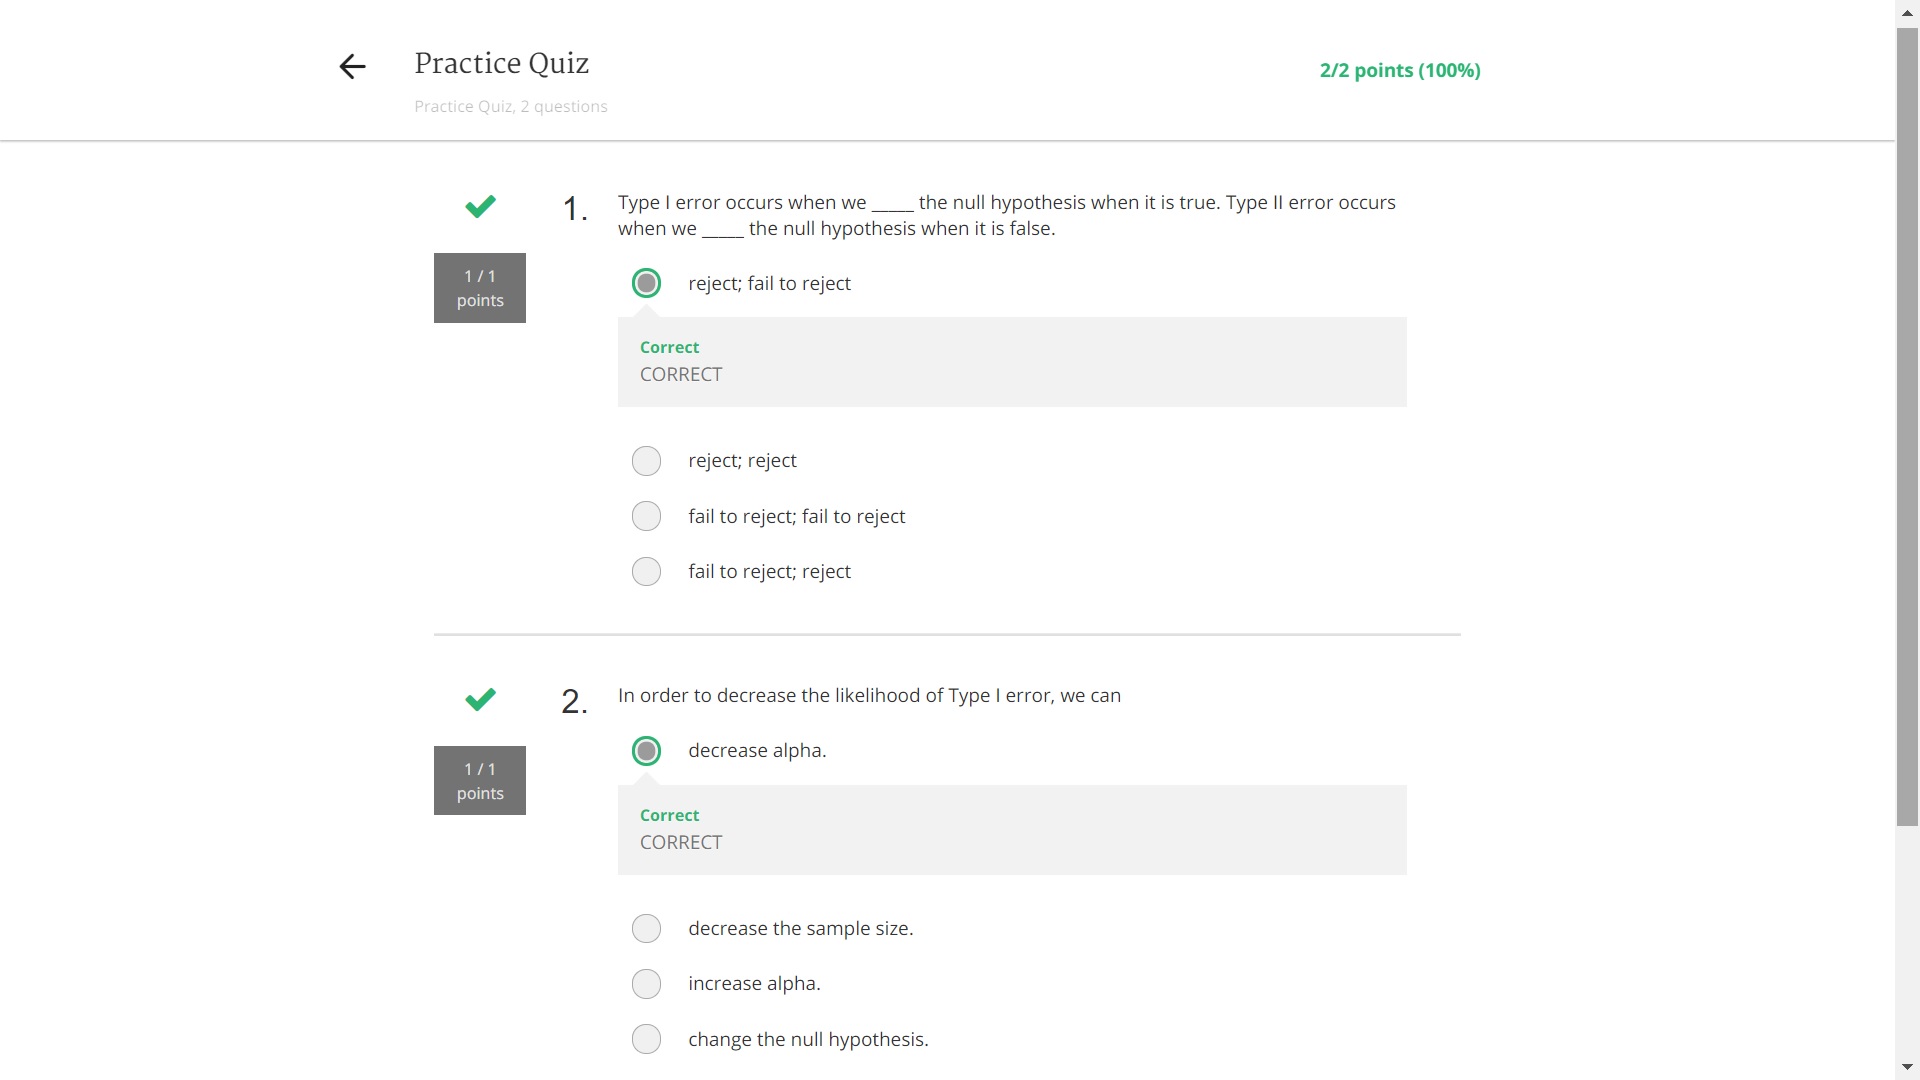 Practice Quiz
2/2 points (100%)
Practice Quiz, 2 questions
1 / 1
points
1.
Type I error occurs when we _____ the null hypothesis when it is true. Type II error occurs
when we _____ the null hypothesis when it is false.
reject; fail to reject
Correct
CORRECT
reject; reject
fail to reject; fail to reject
fail to reject; reject
1 / 1
points
2.
In order to decrease the likelihood of Type I error, we can
decrease alpha.
Correct
CORRECT
decrease the sample size.
increase alpha.
change the null hypothesis.